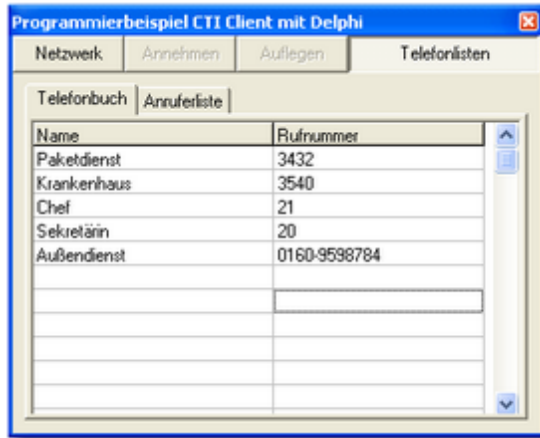 Programmierbeispiel CTI Client mit Delphi
Netzwerk Annehmen Auflegen Telefonlisten
Telefonbuch Anruferliste
Name Rufnummer
Paketdienst 3432
Krankenhaus 3540
Chef 21
Sekretärin 20
Außendienst 0160-9598784